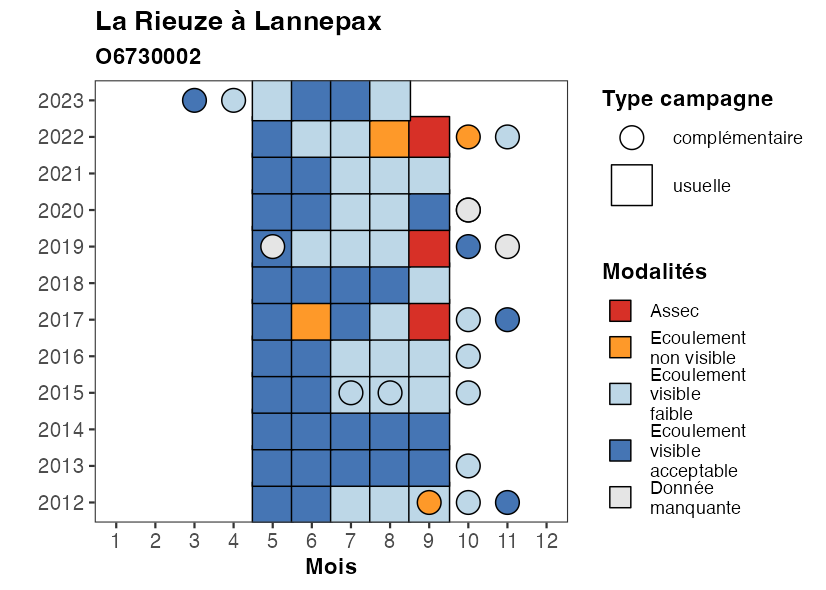 La Rieuze à Lannepax
O6730002
2023
2022
2021
2020
2019
2018
2017
2016
2015
2014
2013
2012
1 2 3 4 5 6 7 8 9 10 11 12
Mois
Type campagne
complémentaire
usuelle
Modalités
Assec
Ecoulement
non visible
Ecoulement
visible
faible
Ecoulement
visible
acceptable
Donnée
manquante